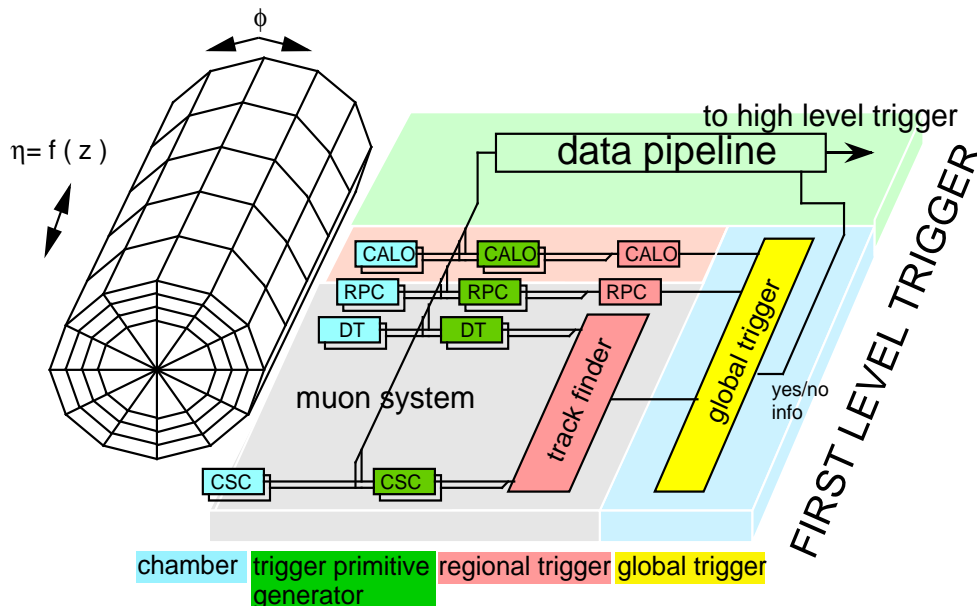 ϕ
η= f ( z )
to high level trigger
data pipeline
CALO CALO CALO
RPC RPC RPC
DT DT
muon system
track finder
global trigger
yes/no
info
CSC CSC
FIRST LEVEL TRIGGER
chamber
trigger primitive
generator
regional trigger
global trigger